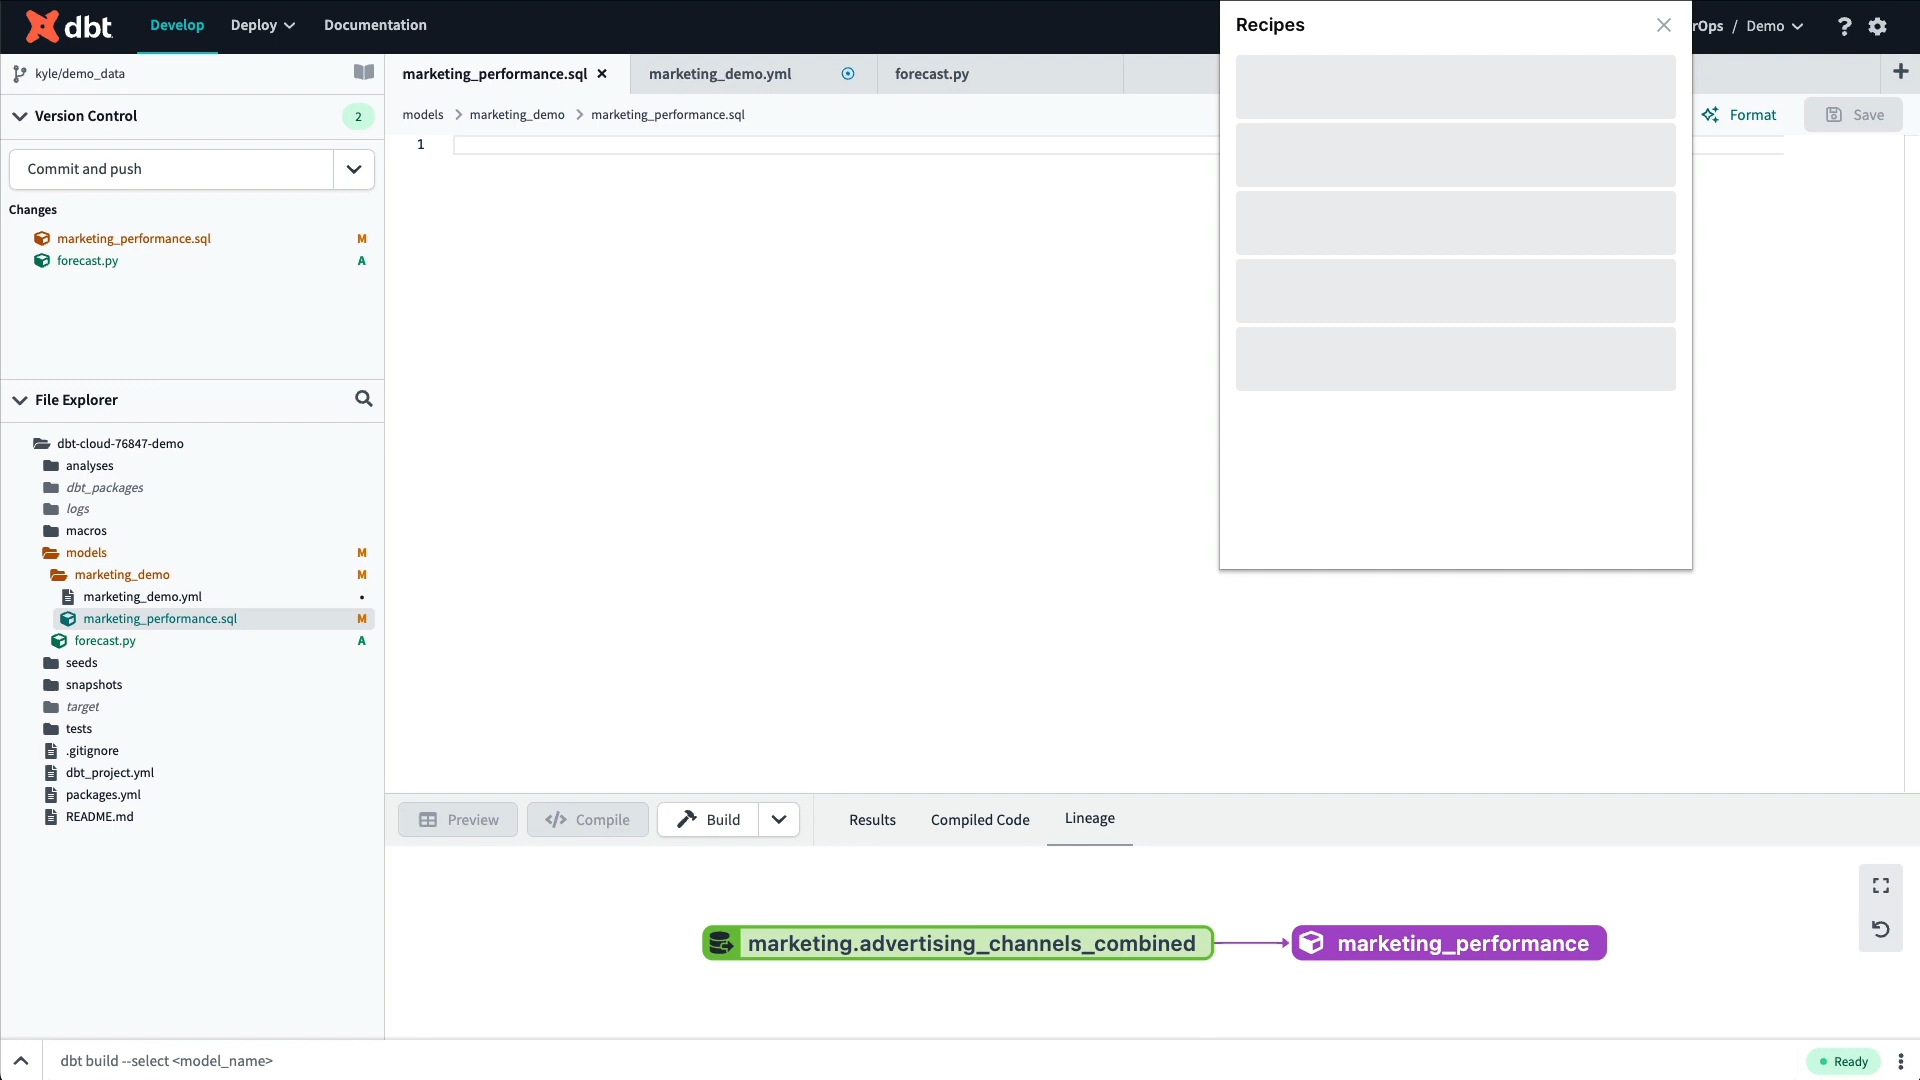 dbt
Develop
Deploy
Documentation
Recipes
rOps / Demo
?
kyle/demo_data
marketing_performance.sql
marketing_demo.yml
forecast.py
Version Control
2
models
marketing_demo
marketing_performance.sql
Format
Save
1
Commit and push
Changes
marketing_performance.sql M
forecast.py A
File Explorer
dbt-cloud-76847-demo
analyses
dbt_packages
logs
macros
models M
marketing_demo M
marketing_demo.yml
marketing_performance.sql M
forecast.py A
seeds
snapshots
target
tests
.gitignore
dbt_project.yml
packages.yml
README.md
Preview
Compile
Build
Results
Compiled Code
Lineage
marketing.advertising_channels_combined
marketing_performance
dbt build --select <model_name>
Ready